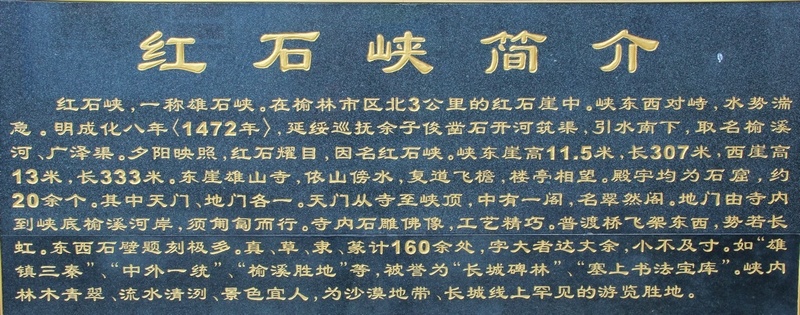 红石峡简介
红石峡，一称雄石峡。在榆林市区北3公里的红石崖中。峡东西对峙，水势湍
急。明成化八年〈1472年〉，延绥巡抚余子俊凿石开河筑渠，引水南下，取名榆溪
河、广泽渠。夕阳映照，红石耀目，因名红石峡。峡东崖高11.5米，长307米，西崖高
13米，长333米。东崖雄山寺，依山傍水，复道飞檐，楼亭相望。殿宇均为石窟，约
20余个。其中天门、地门各一。天门从寺至峡顶，中有一阁，名翠然阁。地门由寺内
到峡底榆溪河岸，须匍匐而行。寺内石雕佛像，工艺精巧。普渡桥飞架东西，势若长
虹。东西石壁题刻极多。真、草、隶、篆计160余处，字大者达丈余，小不及寸。如“雄
镇三秦”、“中外一统”、“榆溪胜地”等，被誉为“长城碑林”、“塞上书法宝库”。峡内
林木青翠、流水清冽、景色宜人，为沙漠地带、长城线上罕见的游览胜地。